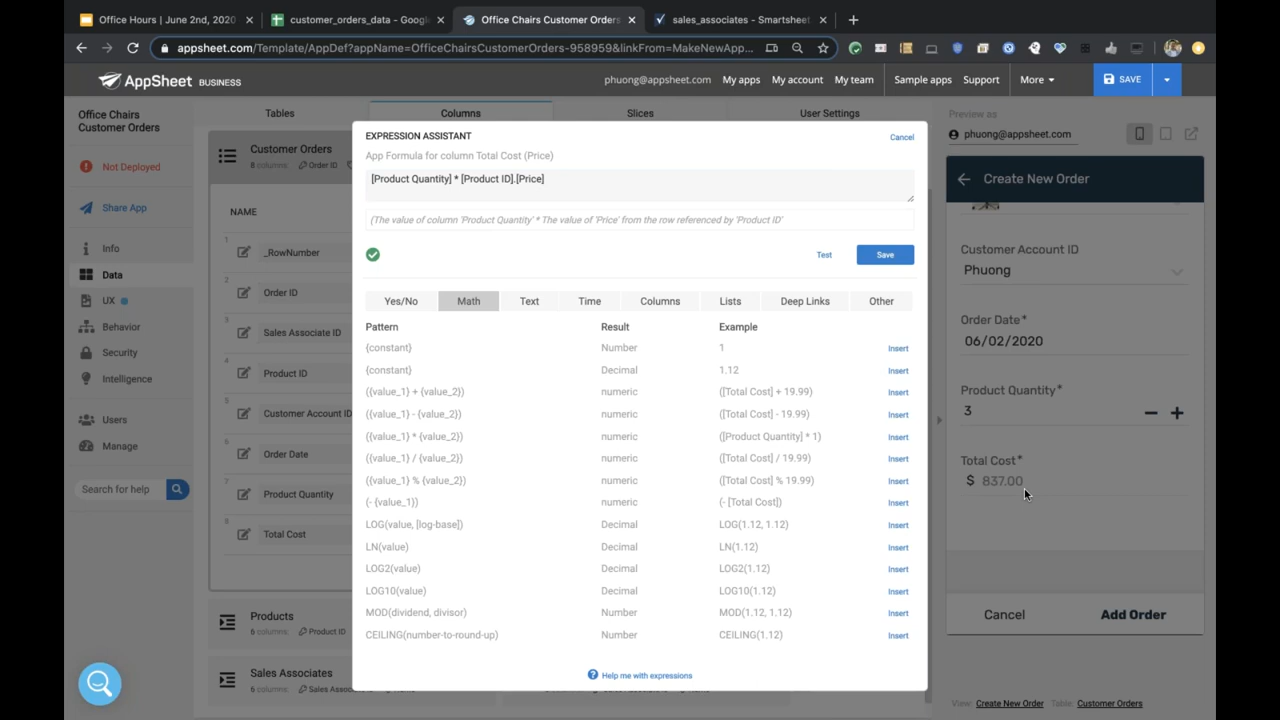 Office Hours | June 2nd, 2020
customer_orders_data - Google
Office Chairs Customer Orders
sales_associates - Smartsheet
appsheet.com/Template/AppDef?appName=OfficeChairsCustomerOrders-958959&linkFrom=MakeNewApp...
AppSheet BUSINESS
phuong@appsheet.com My apps My account My team Sample apps Support More SAVE
Office Chairs
Customer Orders
Not Deployed
Share App
Info
Data
UX
Behavior
Security
Intelligence
Users
Manage
Search for help
Tables Columns Slices User Settings
Customer Orders
8 columns: Order ID
NAME
1 _RowNumber
2 Order ID
3 Sales Associate ID
4 Product ID
5 Customer Account ID
6 Order Date
7 Product Quantity
8 Total Cost
Products
6 columns: Product ID
Sales Associates
EXPRESSION ASSISTANT
Cancel
App Formula for column Total Cost (Price)
[Product Quantity] * [Product ID].[Price]
(The value of column 'Product Quantity' * The value of 'Price' from the row referenced by 'Product ID'
Test Save
Yes/No Math Text Time Columns Lists Deep Links Other
Pattern Result Example
{constant} Number 1 Insert
{constant} Decimal 1.12 Insert
({value_1} + {value_2}) numeric ([Total Cost] + 19.99) Insert
({value_1} - {value_2}) numeric ([Total Cost] - 19.99) Insert
({value_1} * {value_2}) numeric ([Product Quantity] * 1) Insert
({value_1} / {value_2}) numeric ([Total Cost] / 19.99) Insert
({value_1} % {value_2}) numeric ([Total Cost] % 19.99) Insert
(- {value_1}) numeric (- [Total Cost]) Insert
LOG(value, [log-base]) Decimal LOG(1.12, 1.12) Insert
LN(value) Decimal LN(1.12) Insert
LOG2(value) Decimal LOG2(1.12) Insert
LOG10(value) Decimal LOG10(1.12) Insert
MOD(dividend, divisor) Number MOD(1.12, 1.12) Insert
CEILING(number-to-round-up) Number CEILING(1.12) Insert
Help me with expressions
Preview as
phuong@appsheet.com
Create New Order
Customer Account ID
Phuong
Order Date*
06/02/2020
Product Quantity*
3
Total Cost*
$ 837.00
Cancel Add Order
View: Create New Order Table: Customer Orders